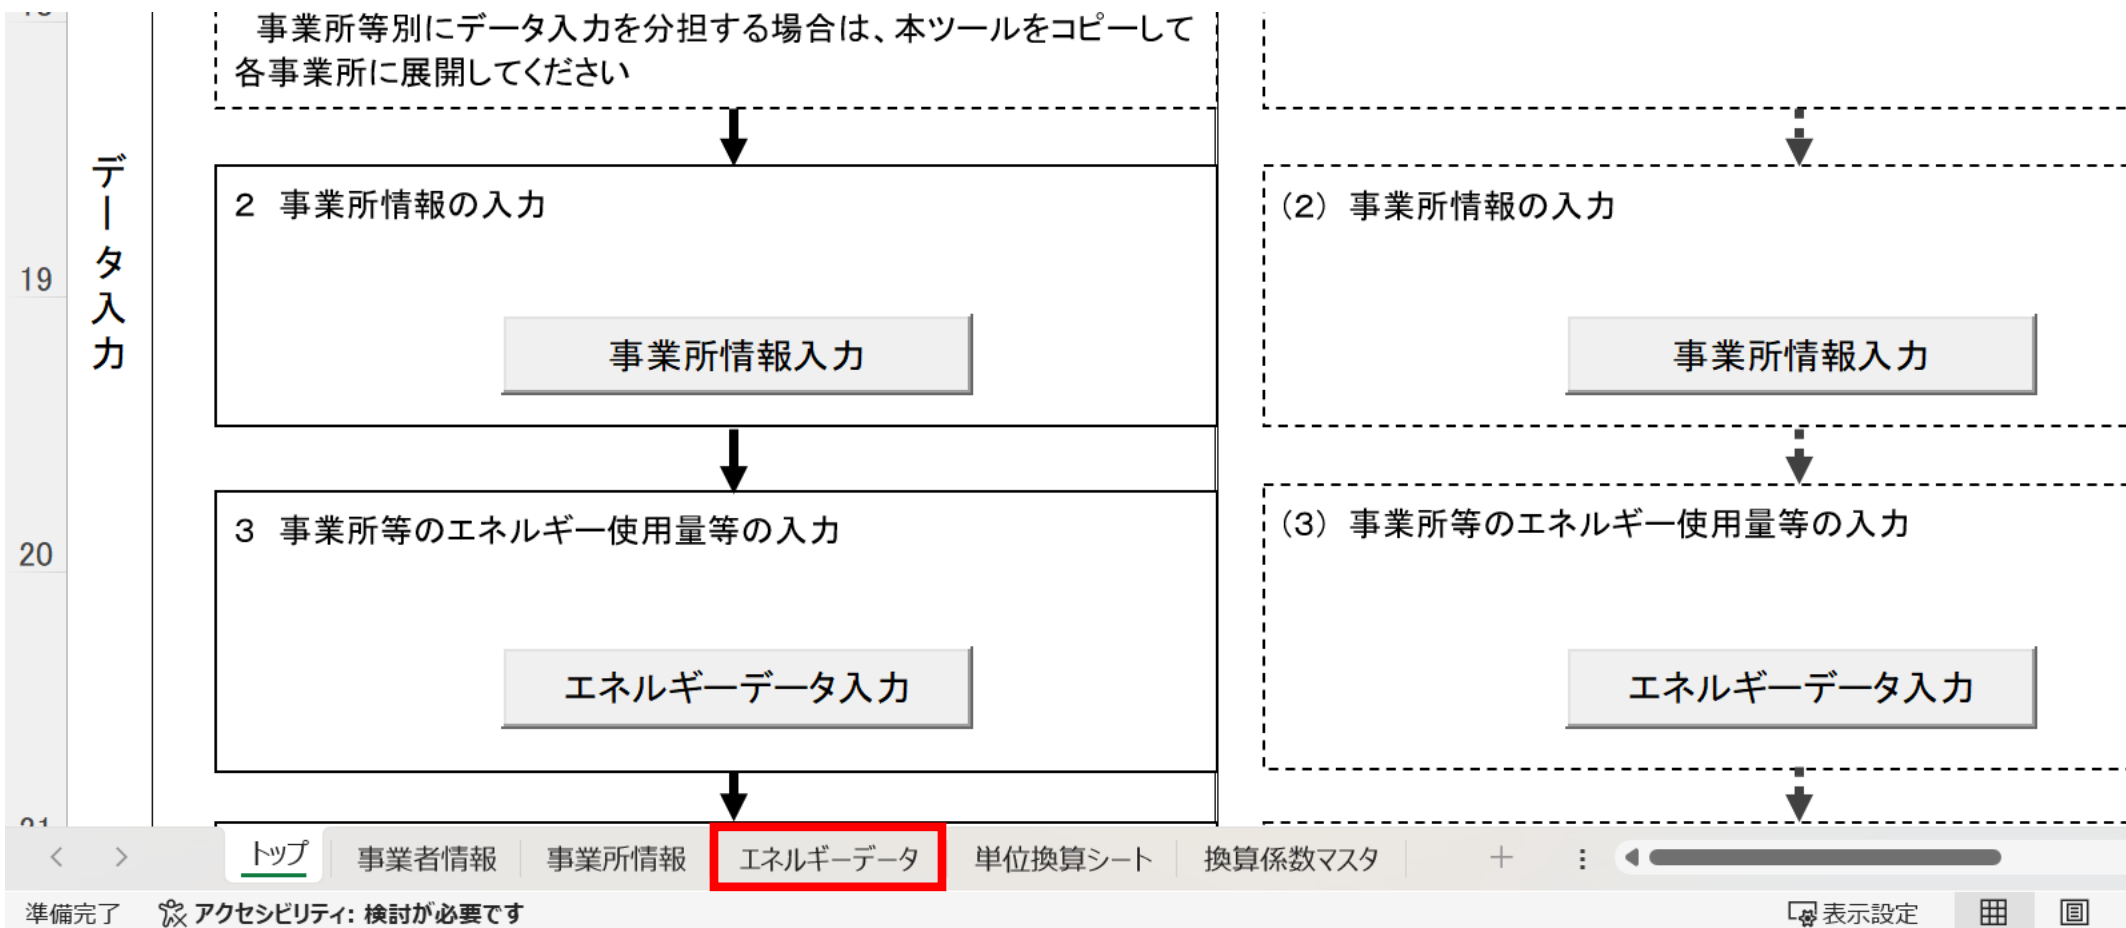 事業所等別にデータ入力を分担する場合は、本ツールをコピーして
各事業所に展開してください
データ入力
19
2 事業所情報の入力
事業所情報入力
(2) 事業所情報の入力
事業所情報入力
20
3 事業所等のエネルギー使用量等の入力
エネルギーデータ入力
(3) 事業所等のエネルギー使用量等の入力
エネルギーデータ入力
トップ 事業者情報 事業所情報 エネルギーデータ 単位換算シート 換算係数マスタ
準備完了 アクセシビリティ: 検討が必要です 表示設定